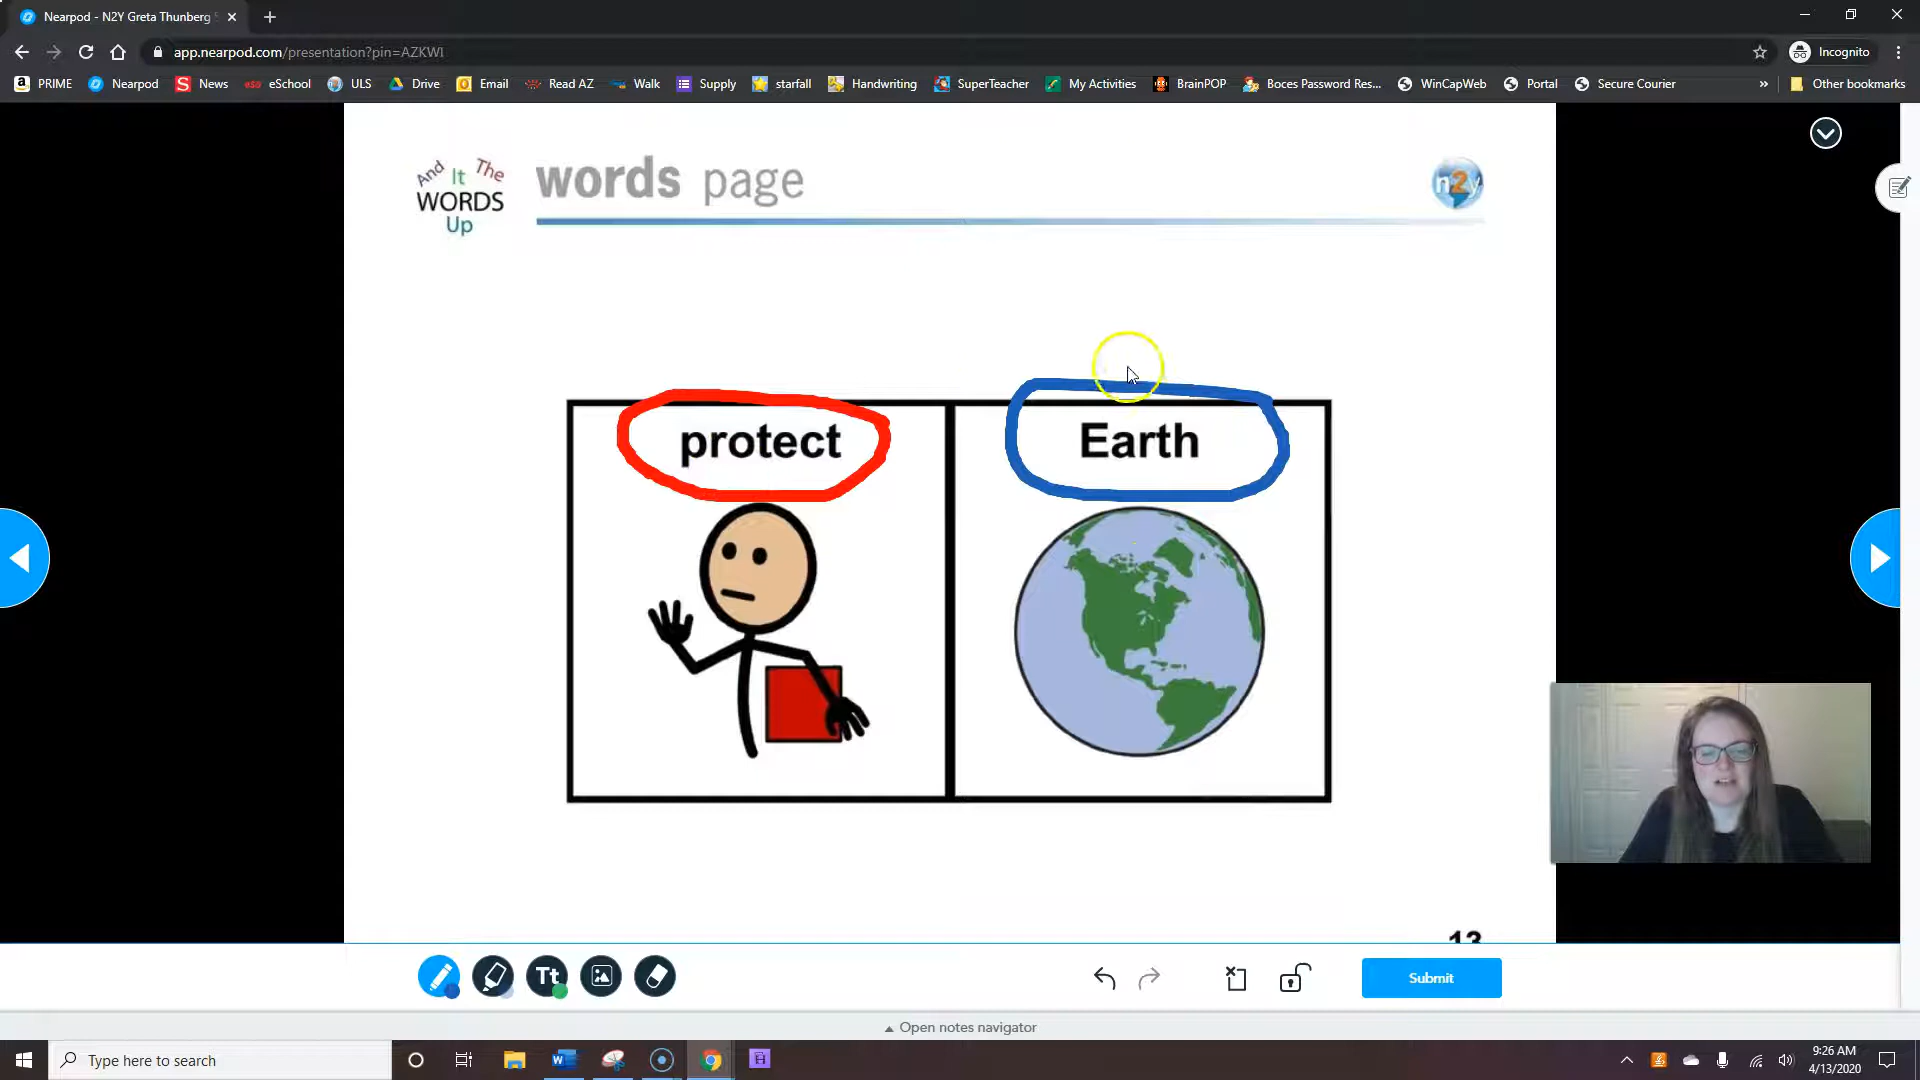 Nearpod - N2Y Greta Thunberg
app.nearpod.com/presentation?pin=AZKWI
Incognito
PRIME
Nearpod
News
eSchool
ULS
Drive
Email
Read AZ
Walk
Supply
starfall
Handwriting
SuperTeacher
My Activities
BrainPOP
Boces Password Res...
WinCapWeb
Portal
Secure Courier
Other bookmarks
And It The
WORDS
Up
words page
n2y
protect
Earth
13
Tt
Submit
Open notes navigator
Type here to search
9:26 AM
4/13/2020